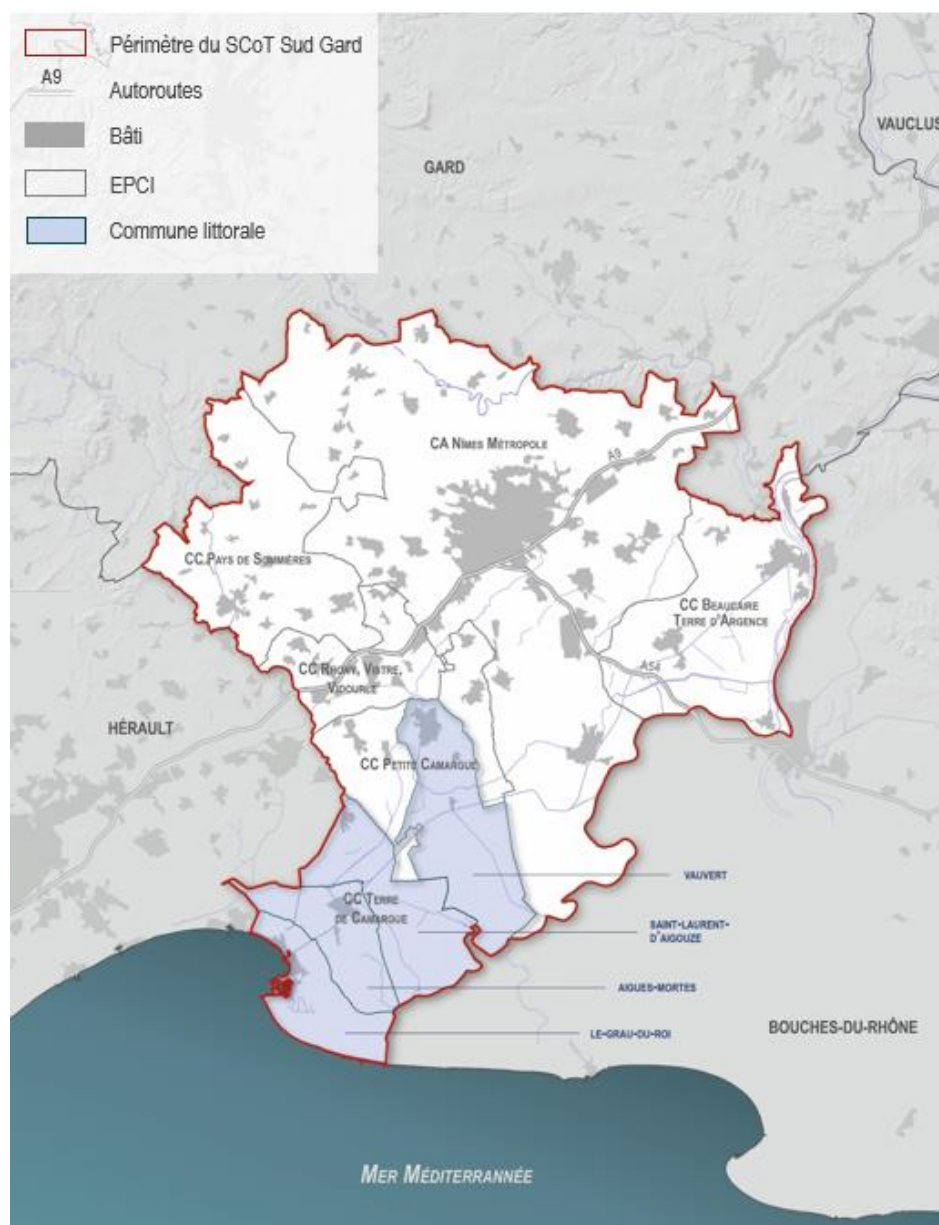 Périmètre du SCoT Sud Gard
A9
Autoroutes
Bâti
EPCI
Commune littorale
VAUCLUS
GARD
CA NÎMES MÉTROPOLE
A9
CC PAYS DE SOMMIÈRES
CC BEAUCAIRE
TERRE D'ARGENCE
CC RHONY, VISTRE,
VIDOURLE
A54
HÉRAULT
CC PETITE CAMARGUE
VAUVERT
CC TERRE
DE CAMARGUE
SAINT-LAURENT-
D'AIGOUZE
AIGUES-MORTES
BOUCHES-DU-RHÔNE
LE-GRAU-DU-ROI
MER MÉDITERRANNÉE